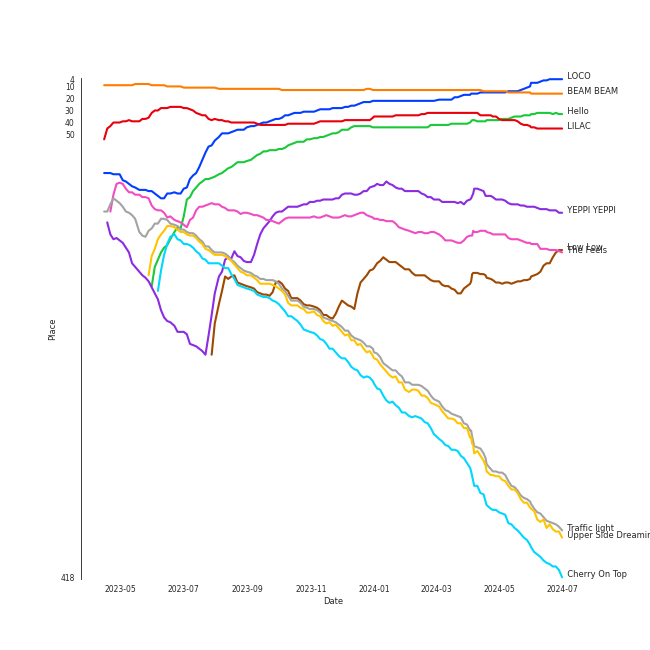 4
10
20
30
40
50
418
Place
2023-05
2023-07
2023-09
2023-11
2024-01
2024-03
2024-05
2024-07
Date
LOCO
BEAM BEAM
Hello
LILAC
YEPPI YEPPI
Low Low
The Feels
Traffic light
Upper Side Dreamin
Cherry On Top